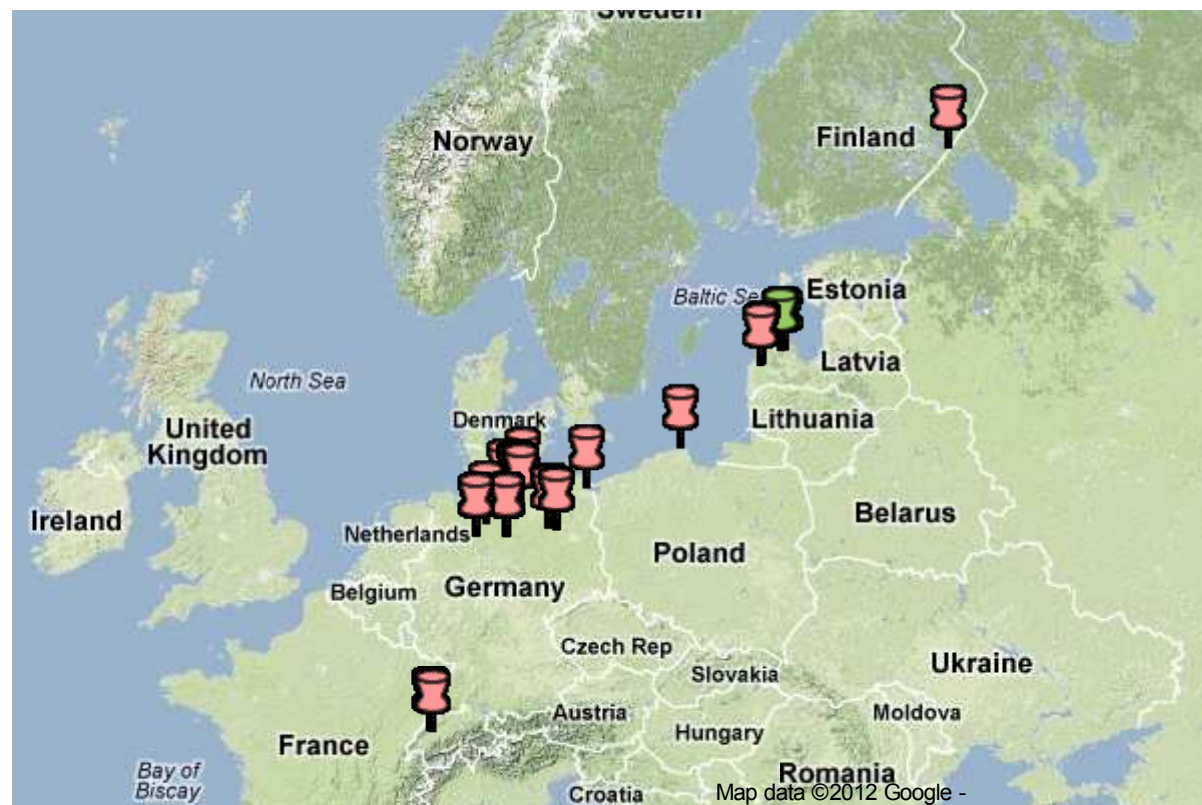 Sweden
Norway
Finland
Baltic Se
Estonia
North Sea
Latvia
Denmark
Lithuania
United
Kingdom
Ireland
Netherlands
Belarus
Poland
Belgium
Germany
Czech Rep
Slovakia
Ukraine
Austria
Moldova
France
Hungary
Bay of
Biscay
Romania
Croatia
Map data ©2012 Google -